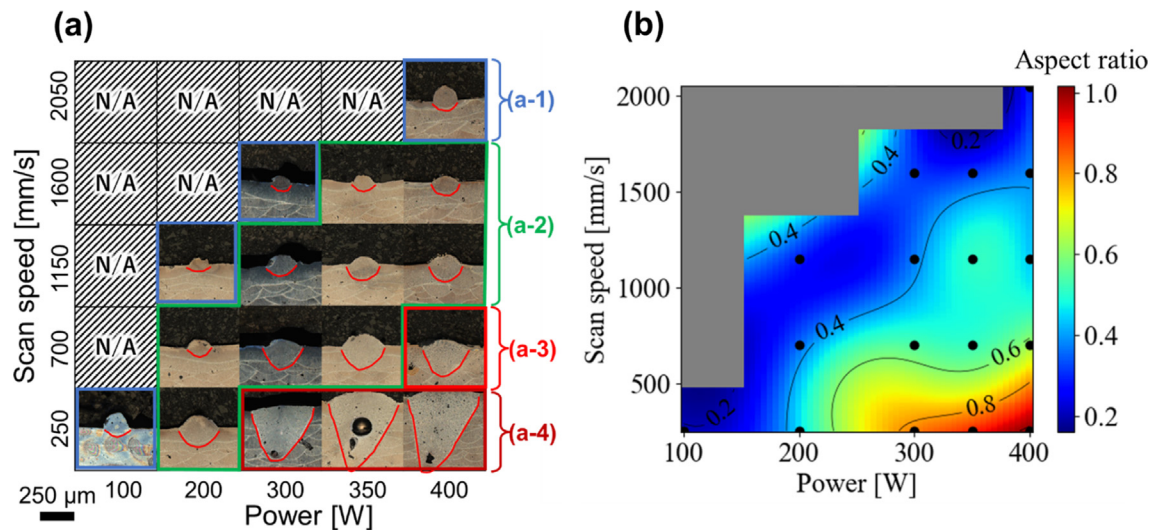 (a)
Scan speed [mm/s]
2050
N/A
N/A
N/A
N/A
(a-1)
1600
N/A
N/A
(a-2)
1150
N/A
700
N/A
(a-3)
250
(a-4)
100 200 300 350 400
250 µm
Power [W]
(b)
Aspect ratio
Scan speed [mm/s]
2000
1500
1000
500
0.4
0.2
0.4
0.4
0.6
0.8
0.2
100 200 300 400
Power [W]
1.0
0.8
0.6
0.4
0.2